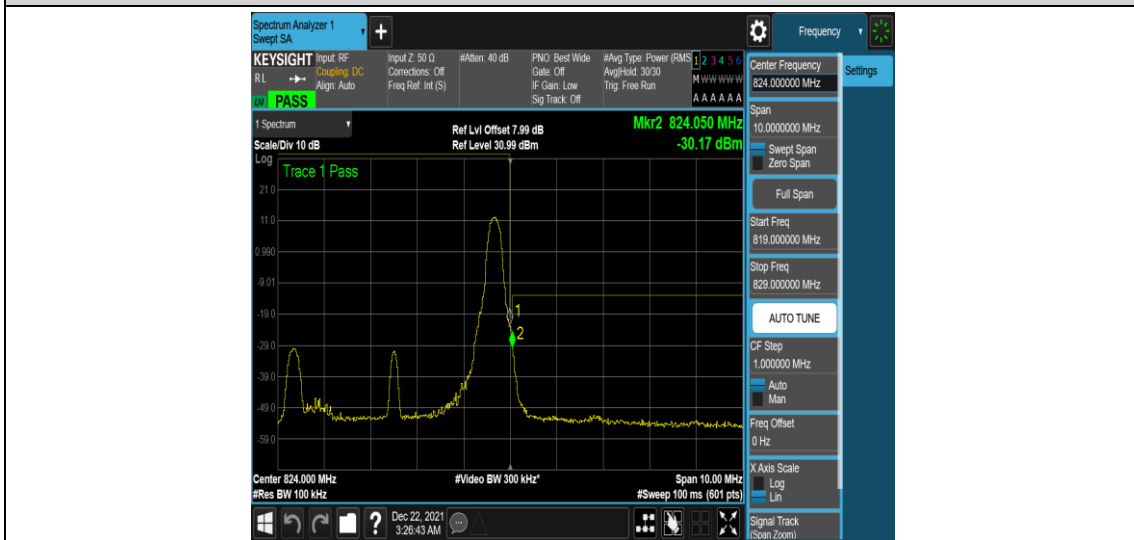 Spectrum Analyzer 1
Swept SA
+
Frequency
KEYSIGHT
RL
Input: RF
Coupling: DC
Align: Auto
Input Z: 50 Ω
Corrections: Off
Freq Ref: Int (S)
#Atten: 40 dB
PNO: Best Wide
Gate: Off
IF Gain: Low
Sig Track: Off
#Avg Type: Power (RMS
Avg|Hold: 30/30
Trig: Free Run
1 2 3 4 5 6
M W W W W W
A A A A A A
PASS
1 Spectrum
Scale/Div 10 dB
Ref Lvl Offset 7.99 dB
Ref Level 30.99 dBm
Mkr2 824.050 MHz
-30.17 dBm
Log
Trace 1 Pass
21.0
11.0
0.990
-9.01
-19.0
-29.0
-39.0
-49.0
-59.0
1
2
Center 824.000 MHz
#Res BW 100 kHz
#Video BW 300 kHz*
Span 10.00 MHz
#Sweep 100 ms (601 pts)
Center Frequency
824.000000 MHz
Settings
Span
10.0000000 MHz
Swept Span
Zero Span
Full Span
Start Freq
819.000000 MHz
Stop Freq
829.000000 MHz
AUTO TUNE
CF Step
1.000000 MHz
Auto
Man
Freq Offset
0 Hz
X Axis Scale
Log
Lin
Signal Track
(Span Zoom)
?
Dec 22, 2021
3:26:43 AM